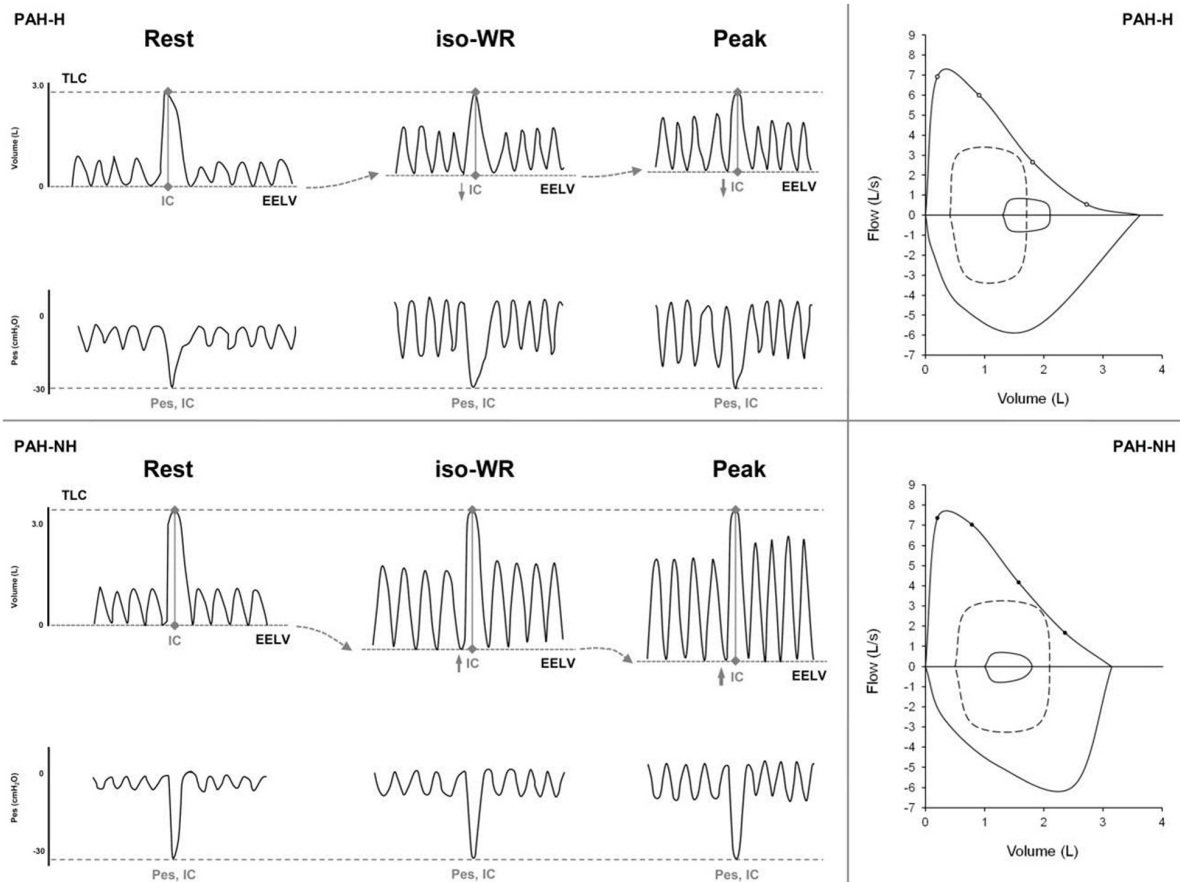 PAH-H
Rest iso-WR Peak
TLC
3.0
Volume (L)
0
IC EELV
IC EELV
IC EELV
0
Pes (cmH2O)
-30
Pes, IC Pes, IC Pes, IC
PAH-H
9
8
7
6
5
4
3
2
1
0
-1
-2
-3
-4
-5
-6
-7
Flow (L/s)
0 1 2 3 4
Volume (L)
PAH-NH
Rest iso-WR Peak
TLC
3.0
Volume (L)
0
IC EELV
IC EELV
IC EELV
0
Pes (cmH2O)
-30
Pes, IC Pes, IC Pes, IC
PAH-NH
9
8
7
6
5
4
3
2
1
0
-1
-2
-3
-4
-5
-6
-7
Flow (L/s)
0 1 2 3 4
Volume (L)